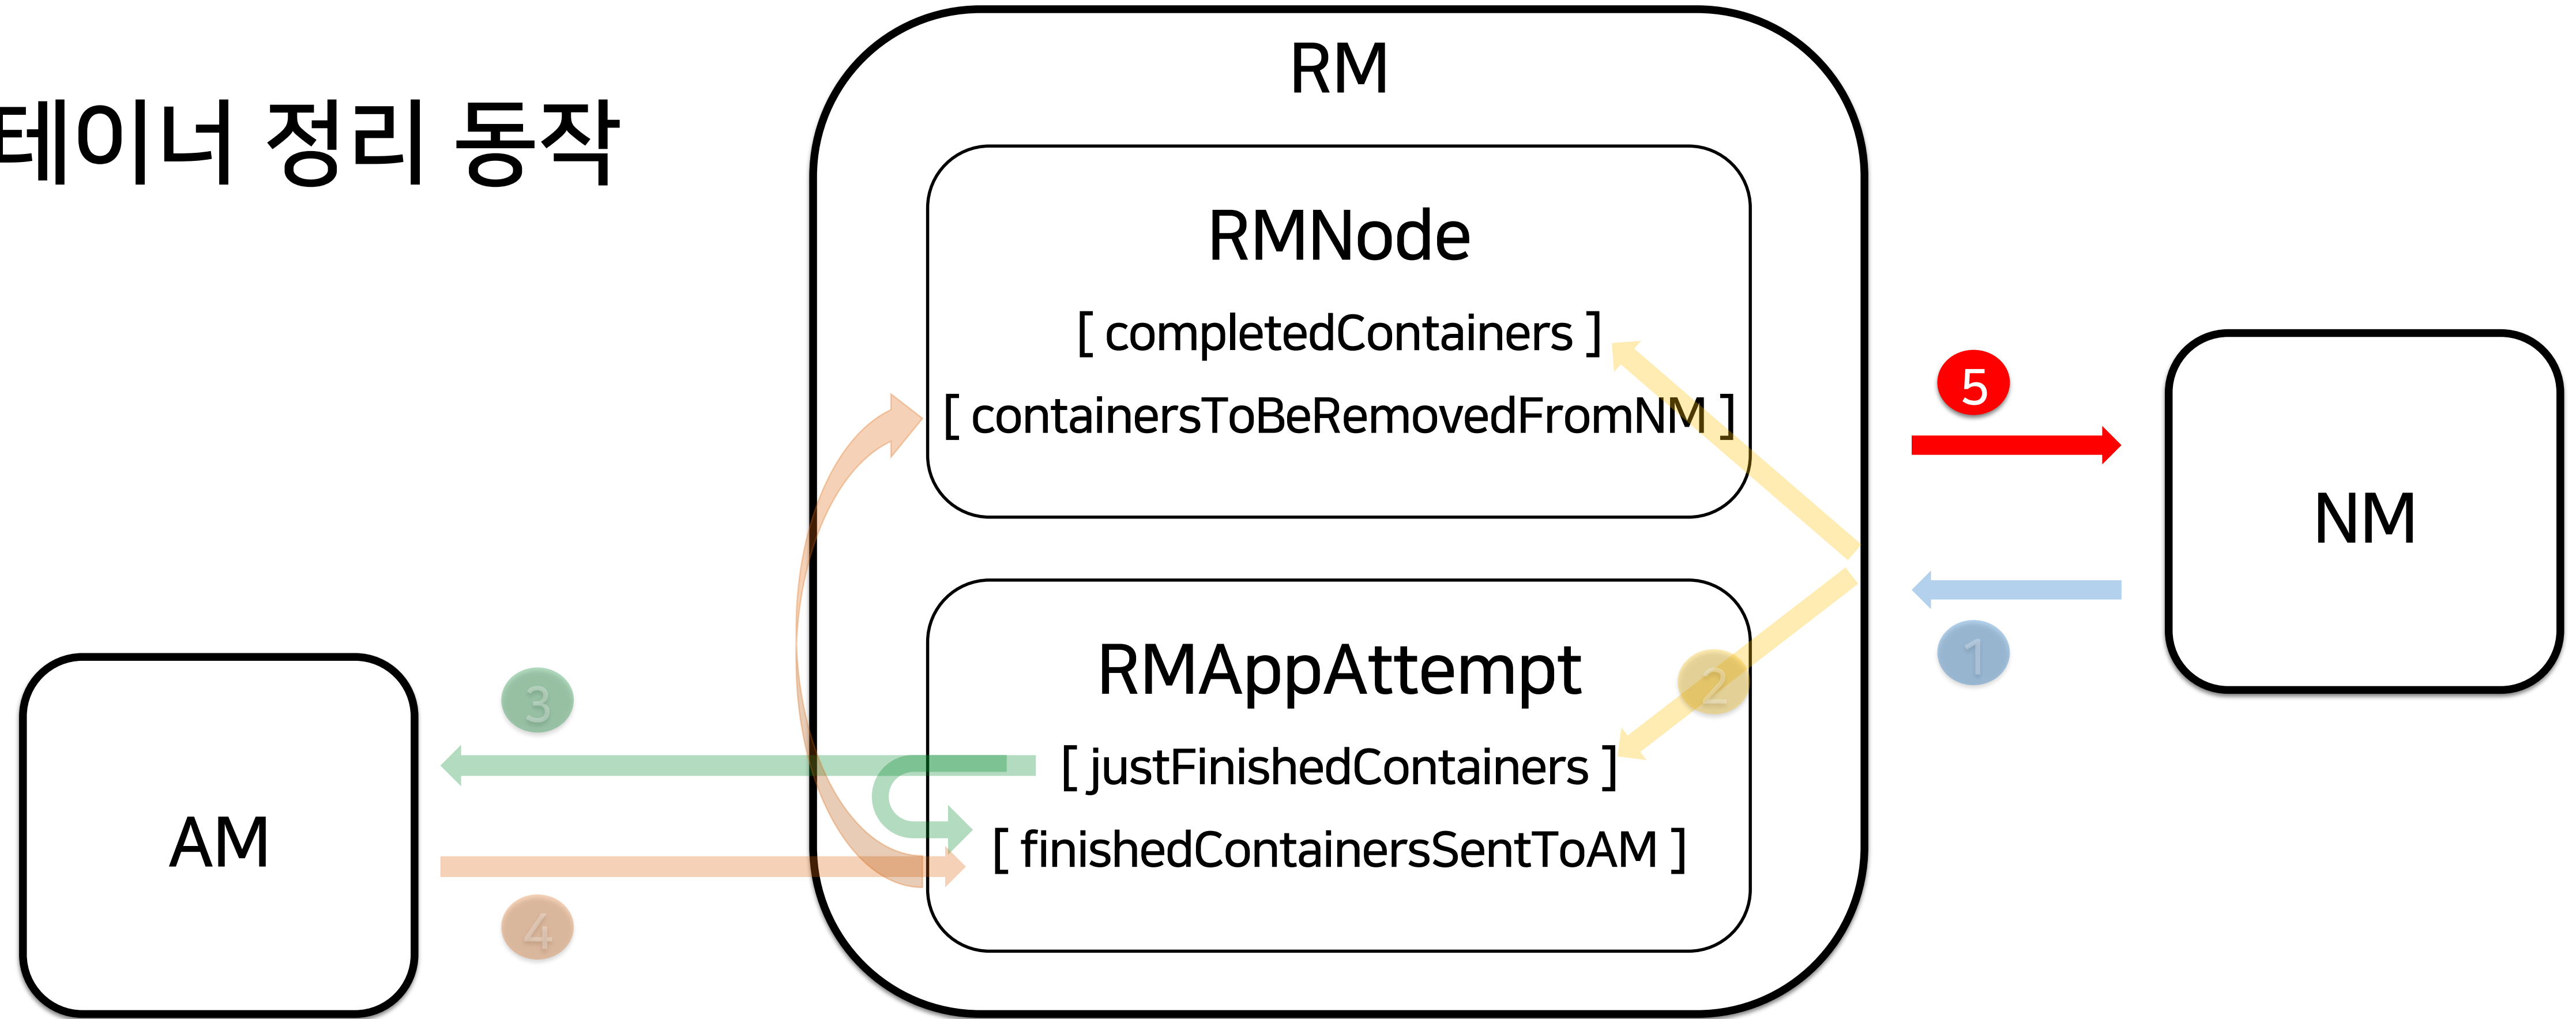 테이너 정리 동작
RM
RMNode
[ completedContainers ]
[ containersToBeRemovedFromNM ]
5
NM
1
RMAppAttempt
2
3
[ justFinishedContainers ]
AM
[ finishedContainersSentToAM ]
4